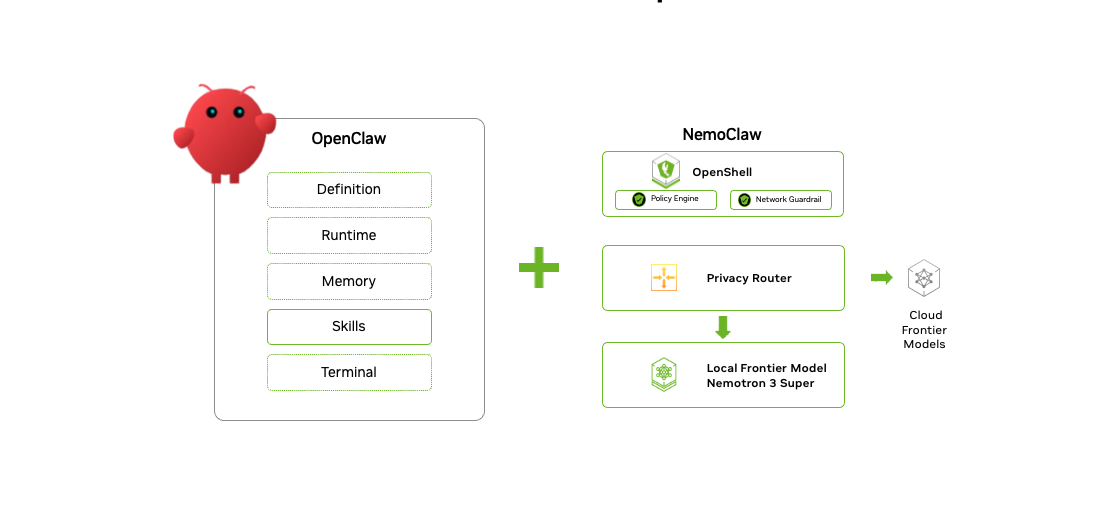 OpenClaw
Definition
Runtime
Memory
Skills
Terminal
NemoClaw
OpenShell
Policy Engine
Network Guardrail
Privacy Router
Local Frontier Model
Nemotron 3 Super
Cloud
Frontier
Models